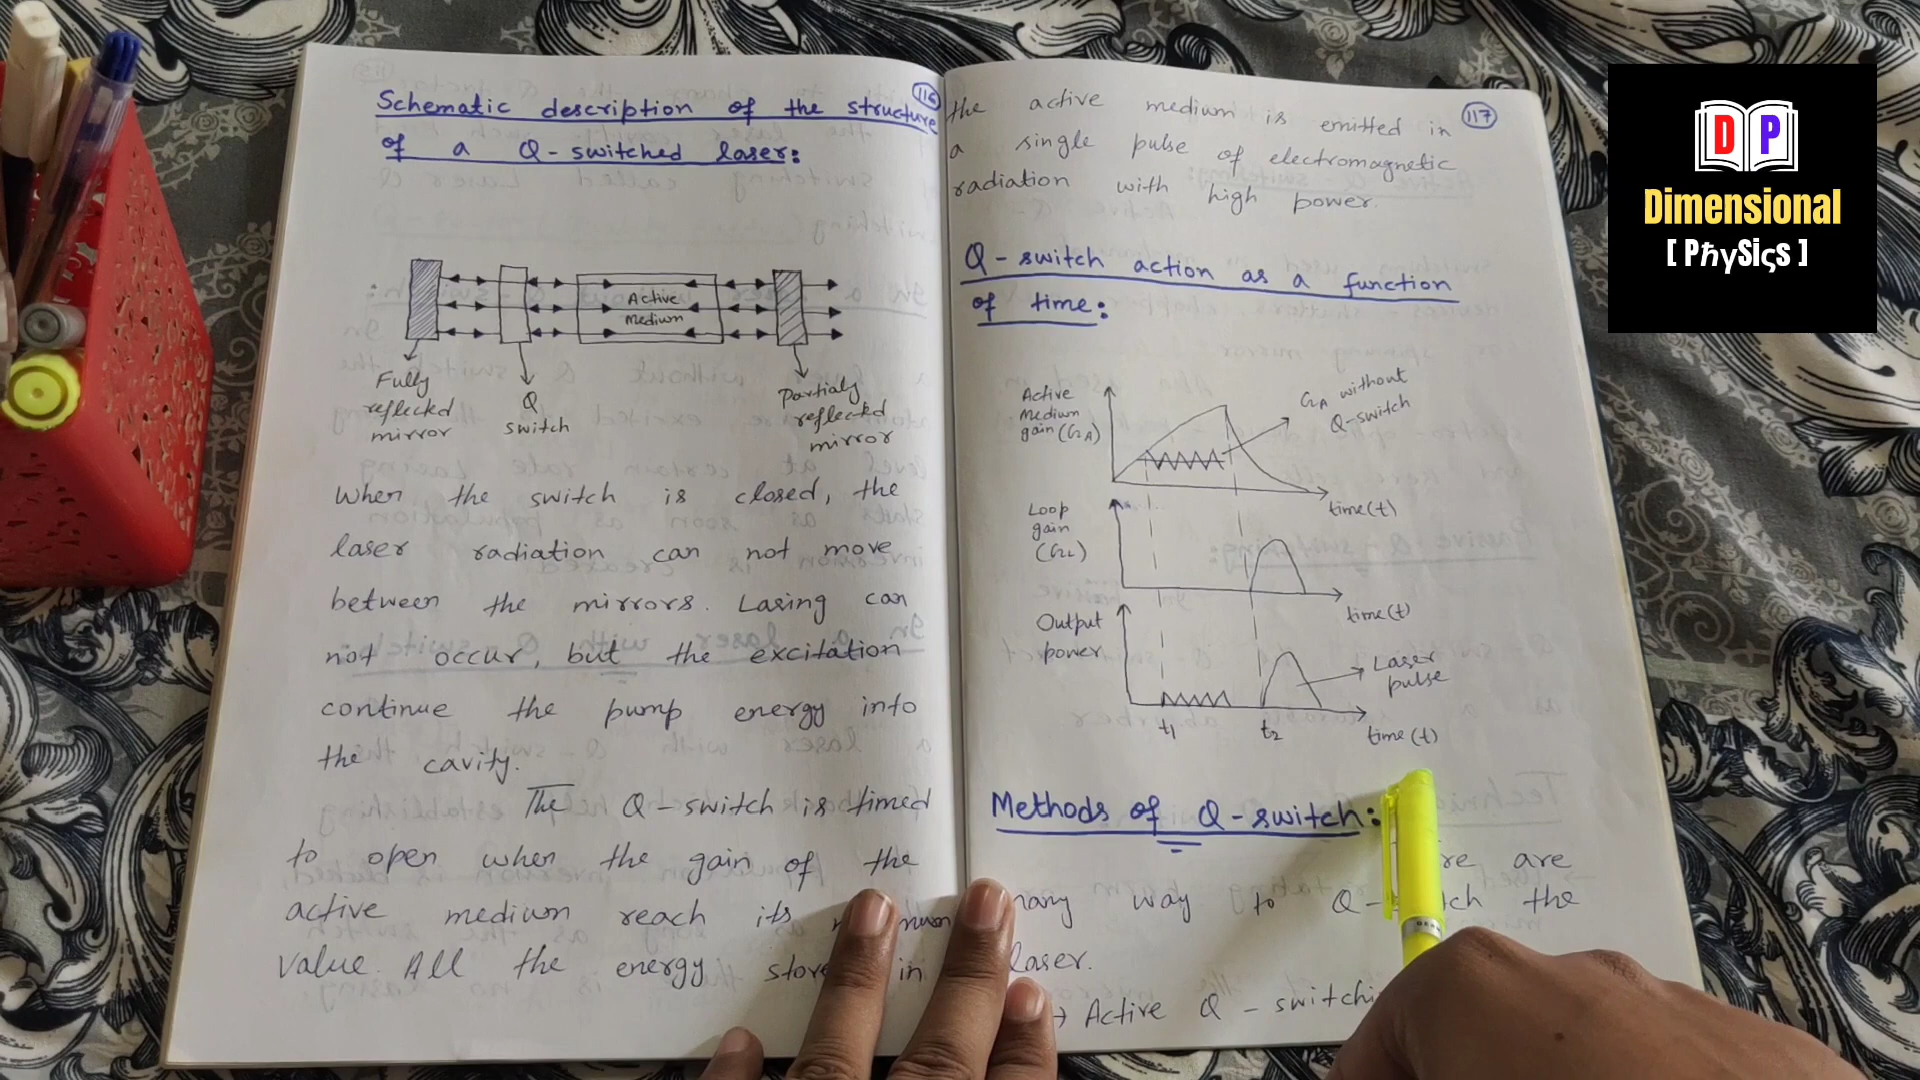 116
Schematic description of the structure
of a Q-switched laser:
Active
medium
Fully
reflected
mirror
Q
switch
Partialy
reflected
mirror
When the switch is closed, the
laser radiation can not move
between the mirrors. Lasing can
not occur, but the excitation
continue the pump energy into
the cavity.
The Q-switch is timed
to open when the gain of the
active medium reach its
value. All the energy in
117
the active medium is emitted in
a single pulse of electromagnetic
radiation with high power.
Q-switch action as a function
of time:
Active
Medium
gain (GA)
GA without
Q-switch
time(t)
Loop
gain
(GL)
time(t)
Output
power
Laser
pulse
t1
t2
time(t)
Methods of Q-switch:
are
way to the
laser.
→ Active Q-
D P
Dimensional
[ PℏγSiςs ]